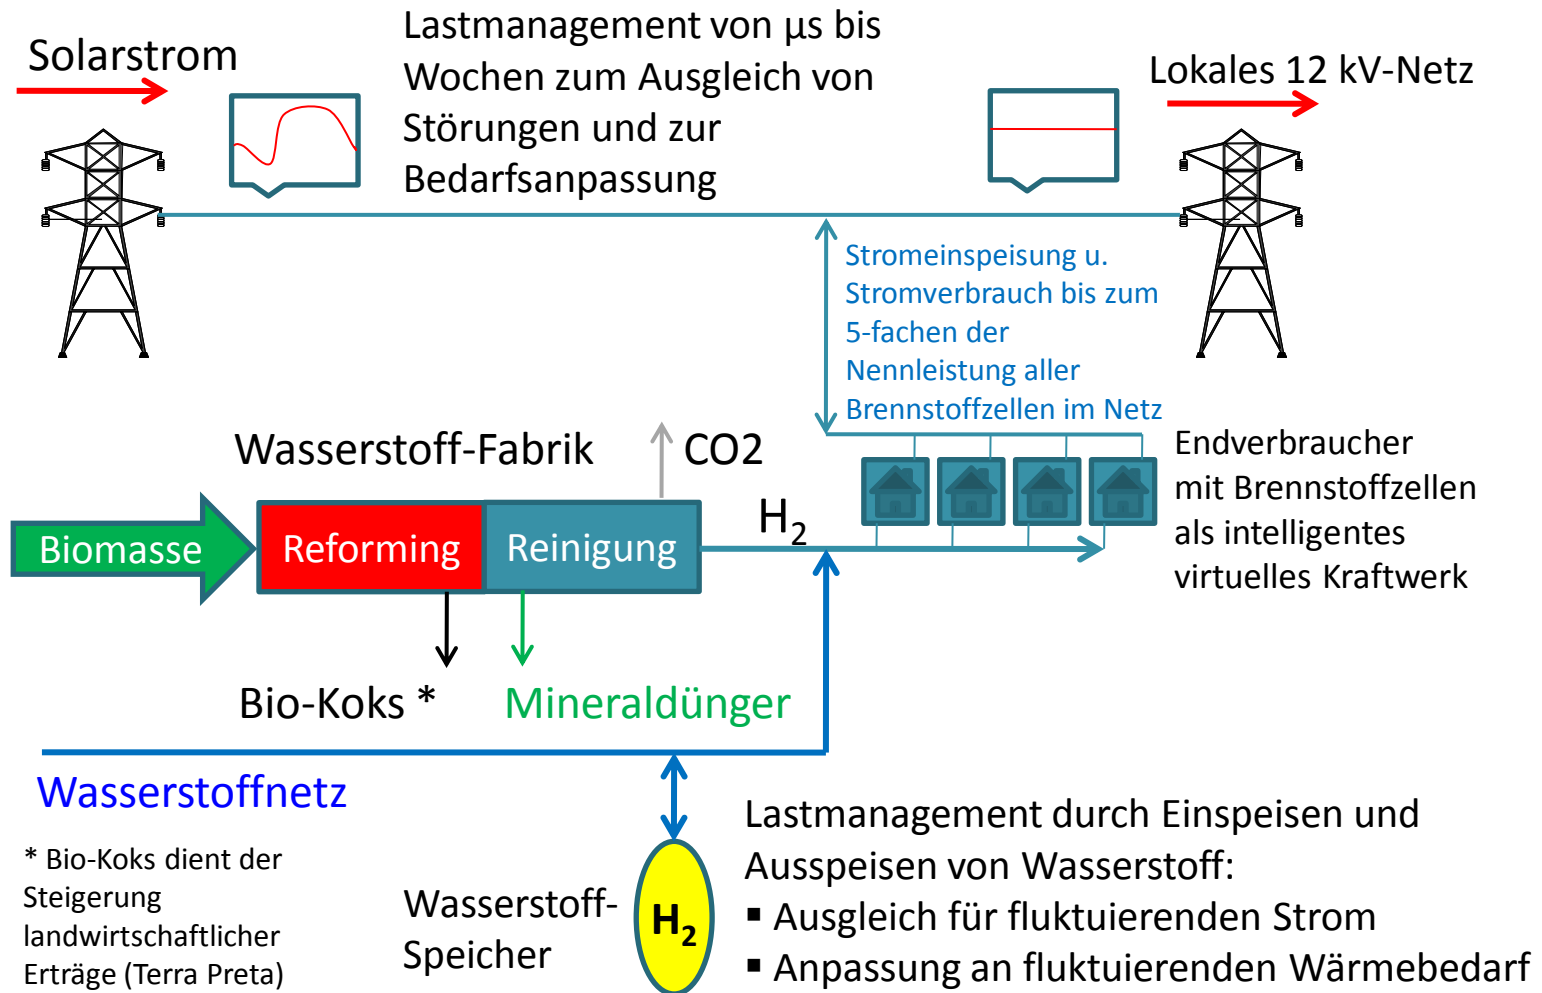 Solarstrom
Lastmanagement von µs bis
Wochen zum Ausgleich von
Störungen und zur
Bedarfsanpassung
Lokales 12 kV-Netz
Stromeinspeisung u.
Stromverbrauch bis zum
5-fachen der
Nennleistung aller
Brennstoffzellen im Netz
Wasserstoff-Fabrik
CO2
Biomasse
Reforming
Reinigung
H₂
Endverbraucher
mit Brennstoffzellen
als intelligentes
virtuelles Kraftwerk
Bio-Koks *
Mineraldünger
Wasserstoffnetz
* Bio-Koks dient der
Steigerung
landwirtschaftlicher
Erträge (Terra Preta)
Wasserstoff-
Speicher
H₂
Lastmanagement durch Einspeisen und
Ausspeisen von Wasserstoff:
▪ Ausgleich für fluktuierenden Strom
▪ Anpassung an fluktuierenden Wärmebedarf